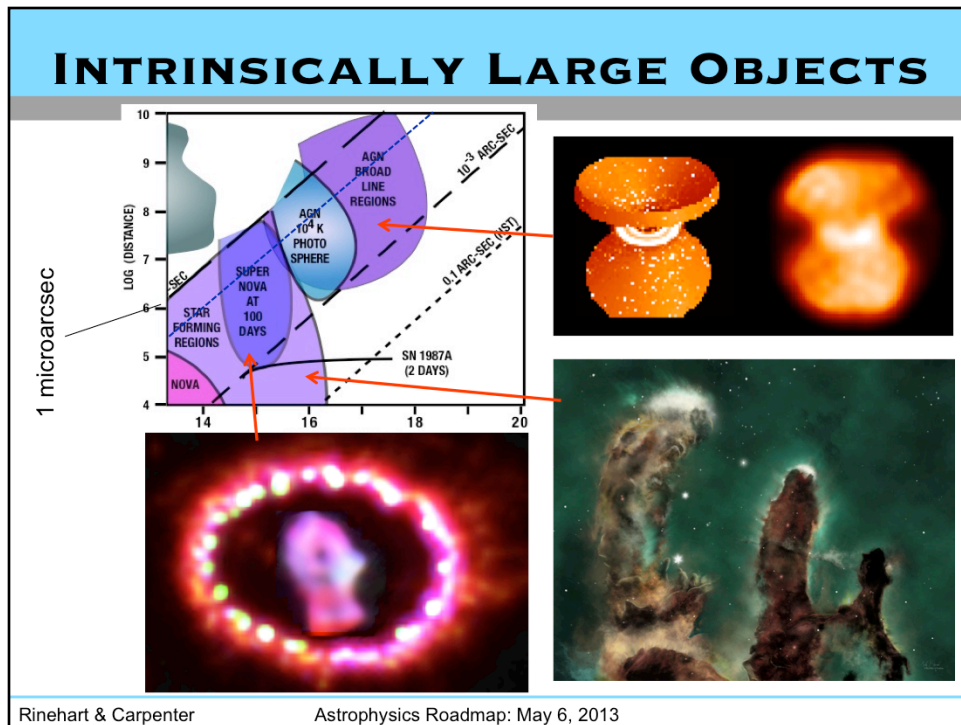 INTRINSICALLY LARGE OBJECTS
10
9
8
7
6
5
4
LOG (DISTANCE)
1 microarcsec
-SEC
AGN
BROAD
LINE
REGIONS
AGN
10⁴ K
PHOTO
SPHERE
SUPER
NOVA
AT
100
DAYS
STAR
FORMING
REGIONS
NOVA
10⁻³ ARC-SEC
0.1 ARC-SEC (HST)
SN 1987A
(2 DAYS)
14
16
18
20
Rinehart & Carpenter
Astrophysics Roadmap: May 6, 2013